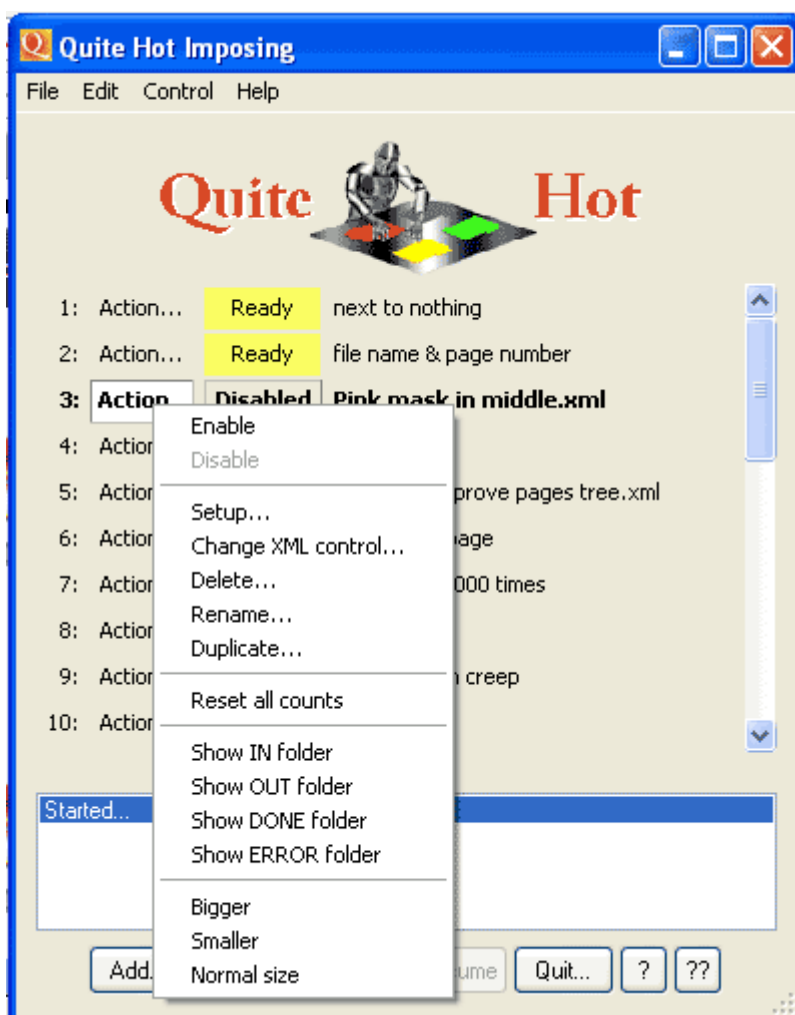 Quite Hot Imposing
File Edit Control Help
Quite Hot
1: Action... Ready next to nothing
2: Action... Ready file name & page number
3: Action Disabled Pink mask in middle.xml
4: Action
5: Action prove pages tree.xml
6: Action age
7: Action 000 times
8: Action
9: Action creep
10: Action
Enable
Disable
Setup...
Change XML control...
Delete...
Rename...
Duplicate...
Reset all counts
Show IN folder
Show OUT folder
Show DONE folder
Show ERROR folder
Bigger
Smaller
Normal size
Started...
Add. ume Quit... ? ??